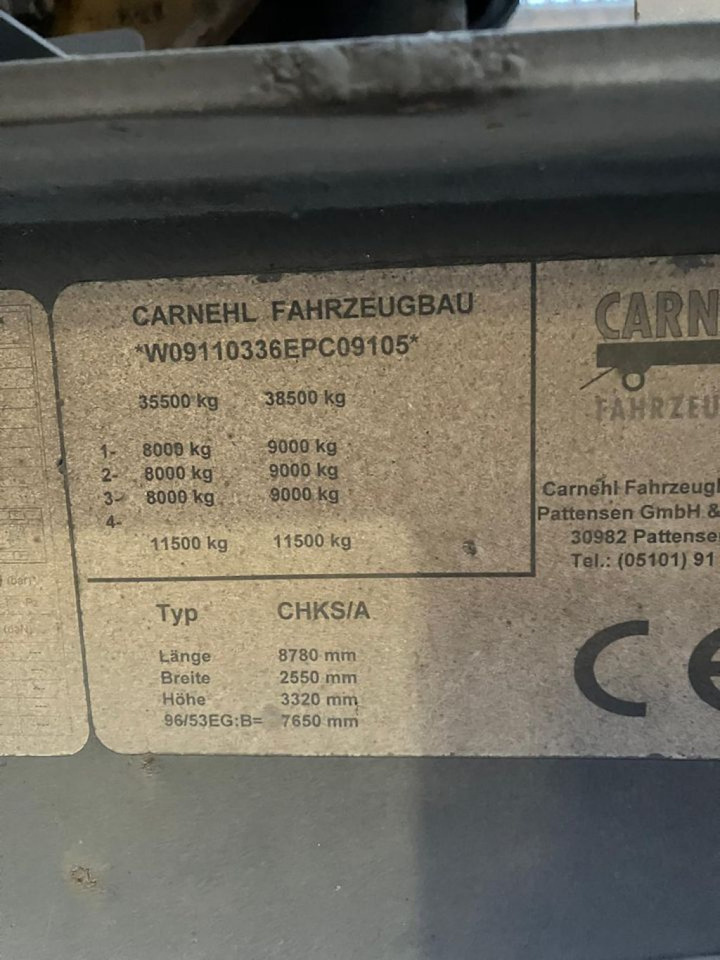 CARNEHL FAHRZEUGBAU
*W09110336EPC09105*
35500 kg 38500 kg
1- 8000 kg 9000 kg
2- 8000 kg 9000 kg
3- 8000 kg 9000 kg
4-
11500 kg 11500 kg
Typ CHKS/A
Länge 8780 mm
Breite 2550 mm
Höhe 3320 mm
96/53EG:B= 7650 mm
CARN
FAHRZEU
Carnehl Fahrzeugl
Pattensen GmbH &
30982 Pattensen
Tel.: (05101) 91
CE
(bar)